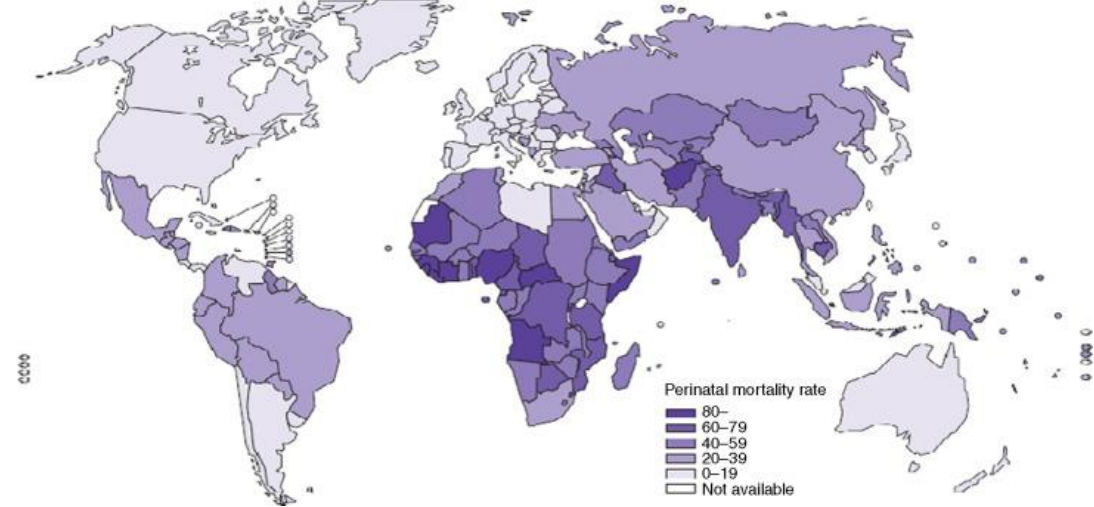 Perinatal mortality rate
80–
60–79
40–59
20–39
0–19
Not available